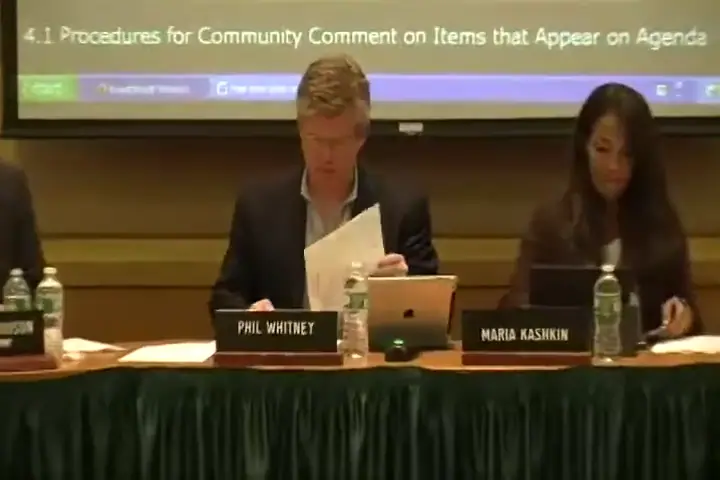 4.1 Procedures for Community Comment on Items that Appear on Agenda
PHIL WHITNEY
MARIA KASHKIN